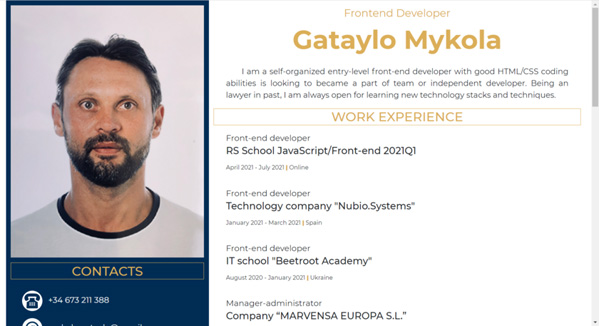 Frontend Developer
Gataylo Mykola
I am a self-organized entry-level front-end developer with good HTML/CSS coding
abilities is looking to became a part of team or independent developer. Being an
lawyer in past, I am always open for learning new technology stacks and techniques.
WORK EXPERIENCE
Front-end developer
RS School JavaScript/Front-end 2021Q1
April 2021 - July 2021 | Online
Front-end developer
Technology company "Nubio.Systems"
January 2021 - March 2021 | Spain
Front-end developer
IT school "Beetroot Academy"
August 2020 - January 2021 | Ukraine
Manager-administrator
Company “MARVENSA EUROPA S.L.”
CONTACTS
+34 673 211 388